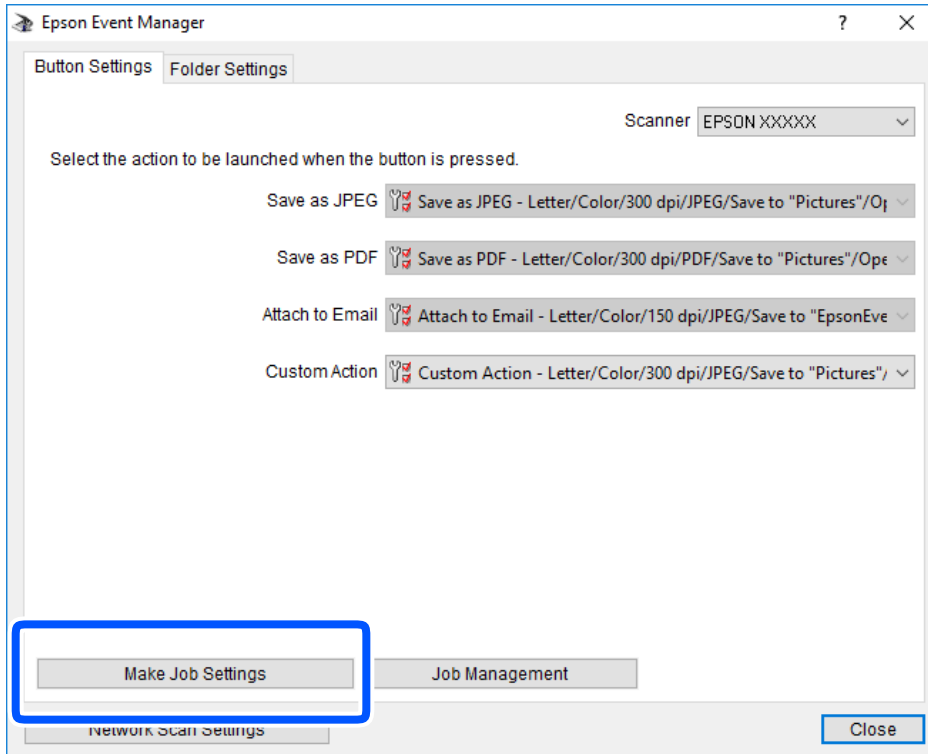 Epson Event Manager
Button Settings
Folder Settings
Scanner EPSON XXXXX
Select the action to be launched when the button is pressed.
Save as JPEG Save as JPEG - Letter/Color/300 dpi/JPEG/Save to "Pictures"/Op
Save as PDF Save as PDF - Letter/Color/300 dpi/PDF/Save to "Pictures"/Ope
Attach to Email Attach to Email - Letter/Color/150 dpi/JPEG/Save to "EpsonEve
Custom Action Custom Action - Letter/Color/300 dpi/JPEG/Save to "Pictures"/
Make Job Settings
Job Management
Network Scan Settings
Close